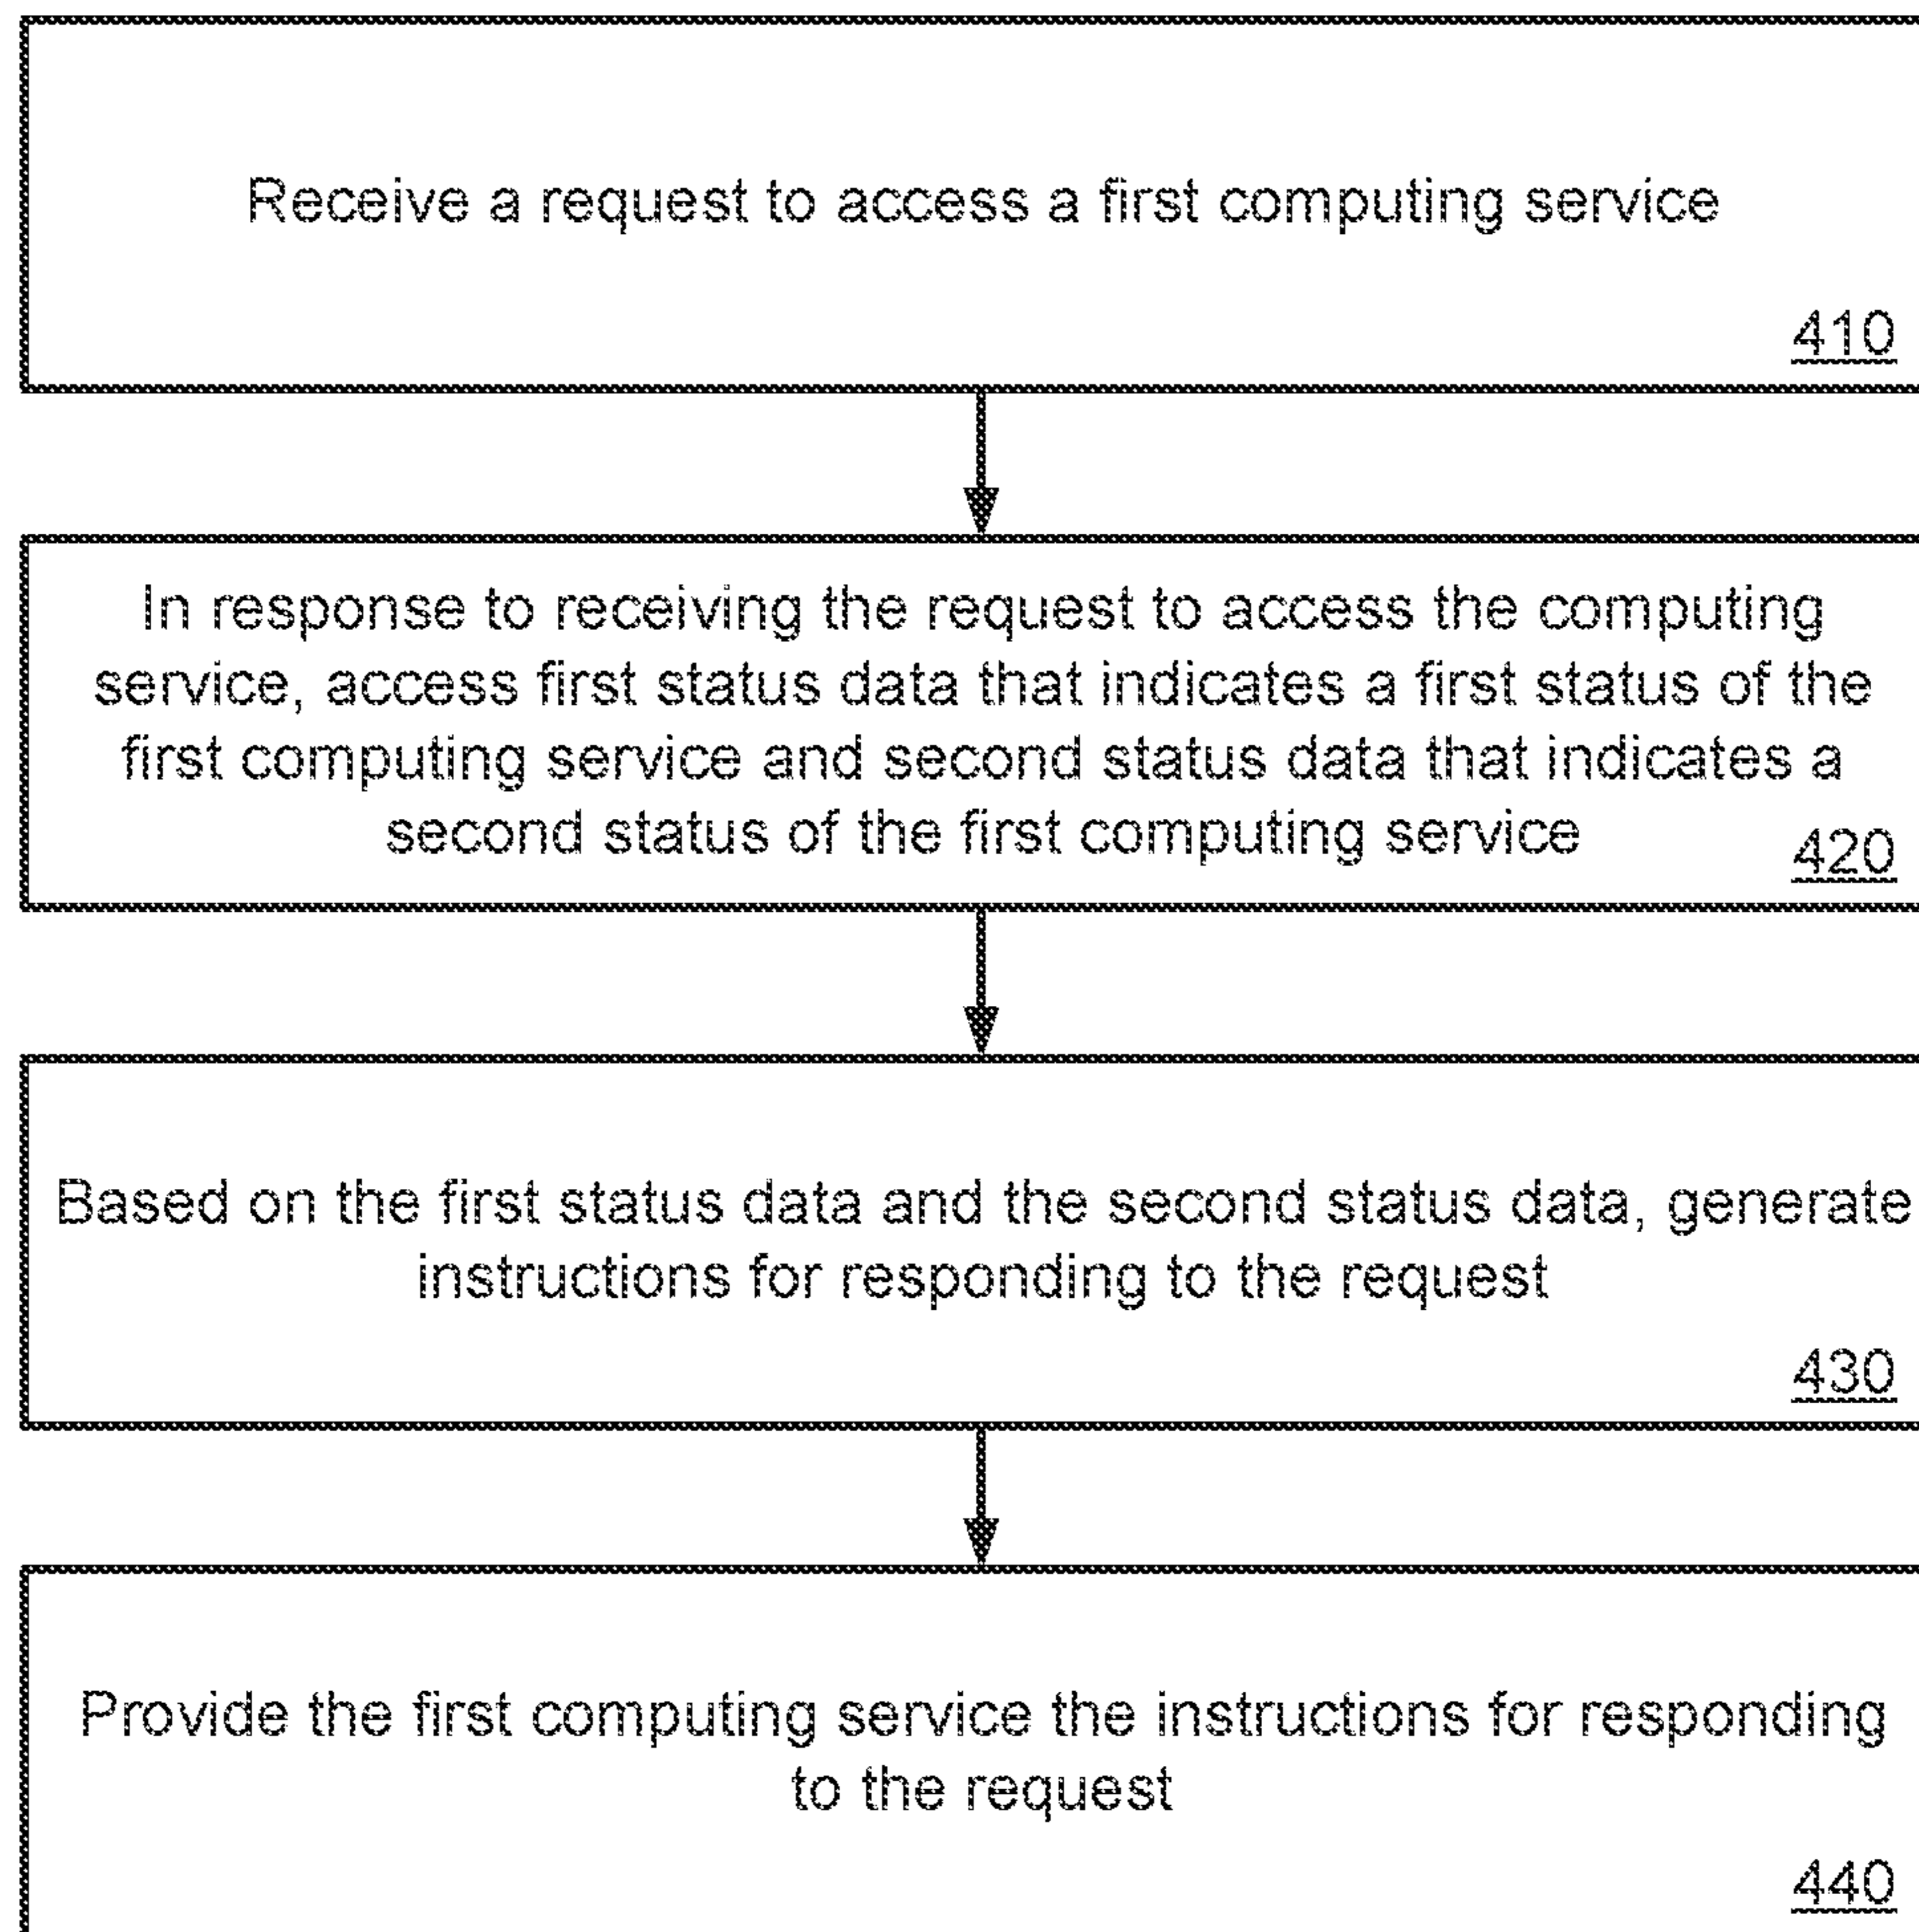 Receive a request to access a first computing service
410
In response to receiving the request to access the computing
service, access first status data that indicates a first status of the
first computing service and second status data that indicates a
second status of the first computing service
420
Based on the first status data and the second status data, generate
instructions for responding to the request
430
Provide the first computing service the instructions for responding
to the request
440